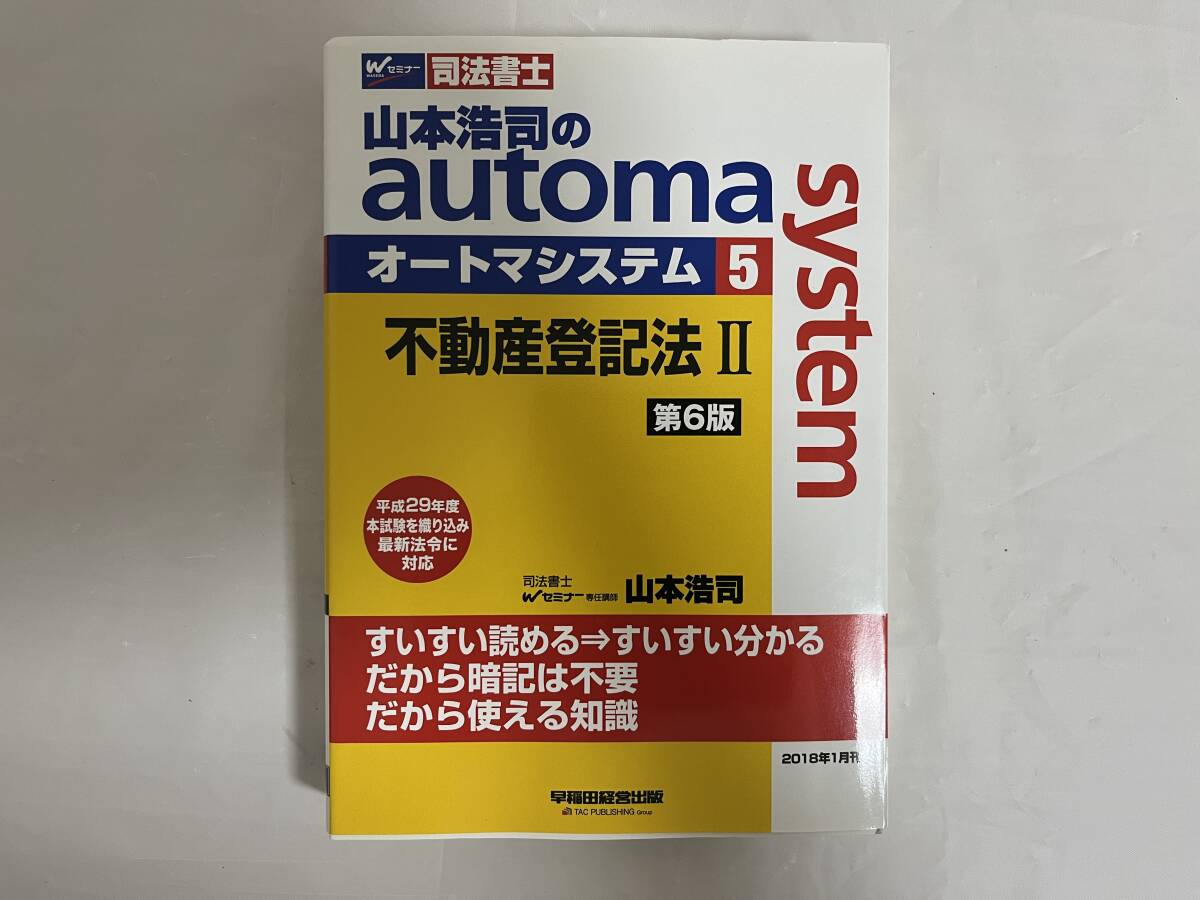 Wセミナー
WASEDA
司法書士
山本浩司の
automa
system
オートマシステム 5
不動産登記法 II
第6版
平成29年度
本試験を織り込み
最新法令に
対応
司法書士
Wセミナー 専任講師 山本浩司
すいすい読める⇒すいすい分かる
だから暗記は不要
だから使える知識
2018年1月刊
早稲田経営出版
TAC PUBLISHING Group